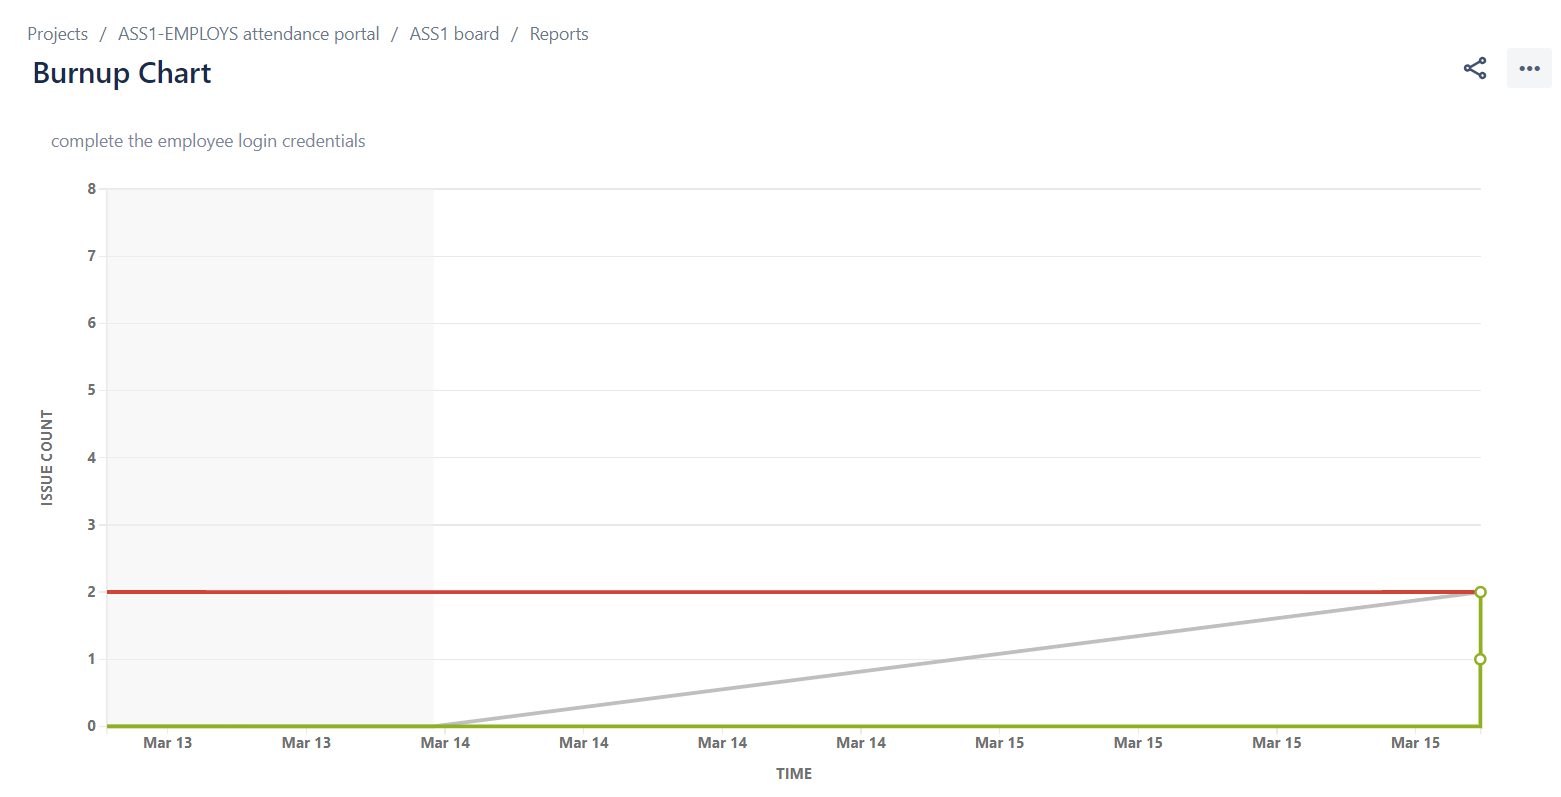 Projects / ASS1-EMPLOYS attendance portal / ASS1 board / Reports
Burnup Chart
complete the employee login credentials
8
7
6
5
4
3
2
1
0
ISSUE COUNT
Mar 13 Mar 13 Mar 14 Mar 14 Mar 14 Mar 14 Mar 15 Mar 15 Mar 15 Mar 15
TIME